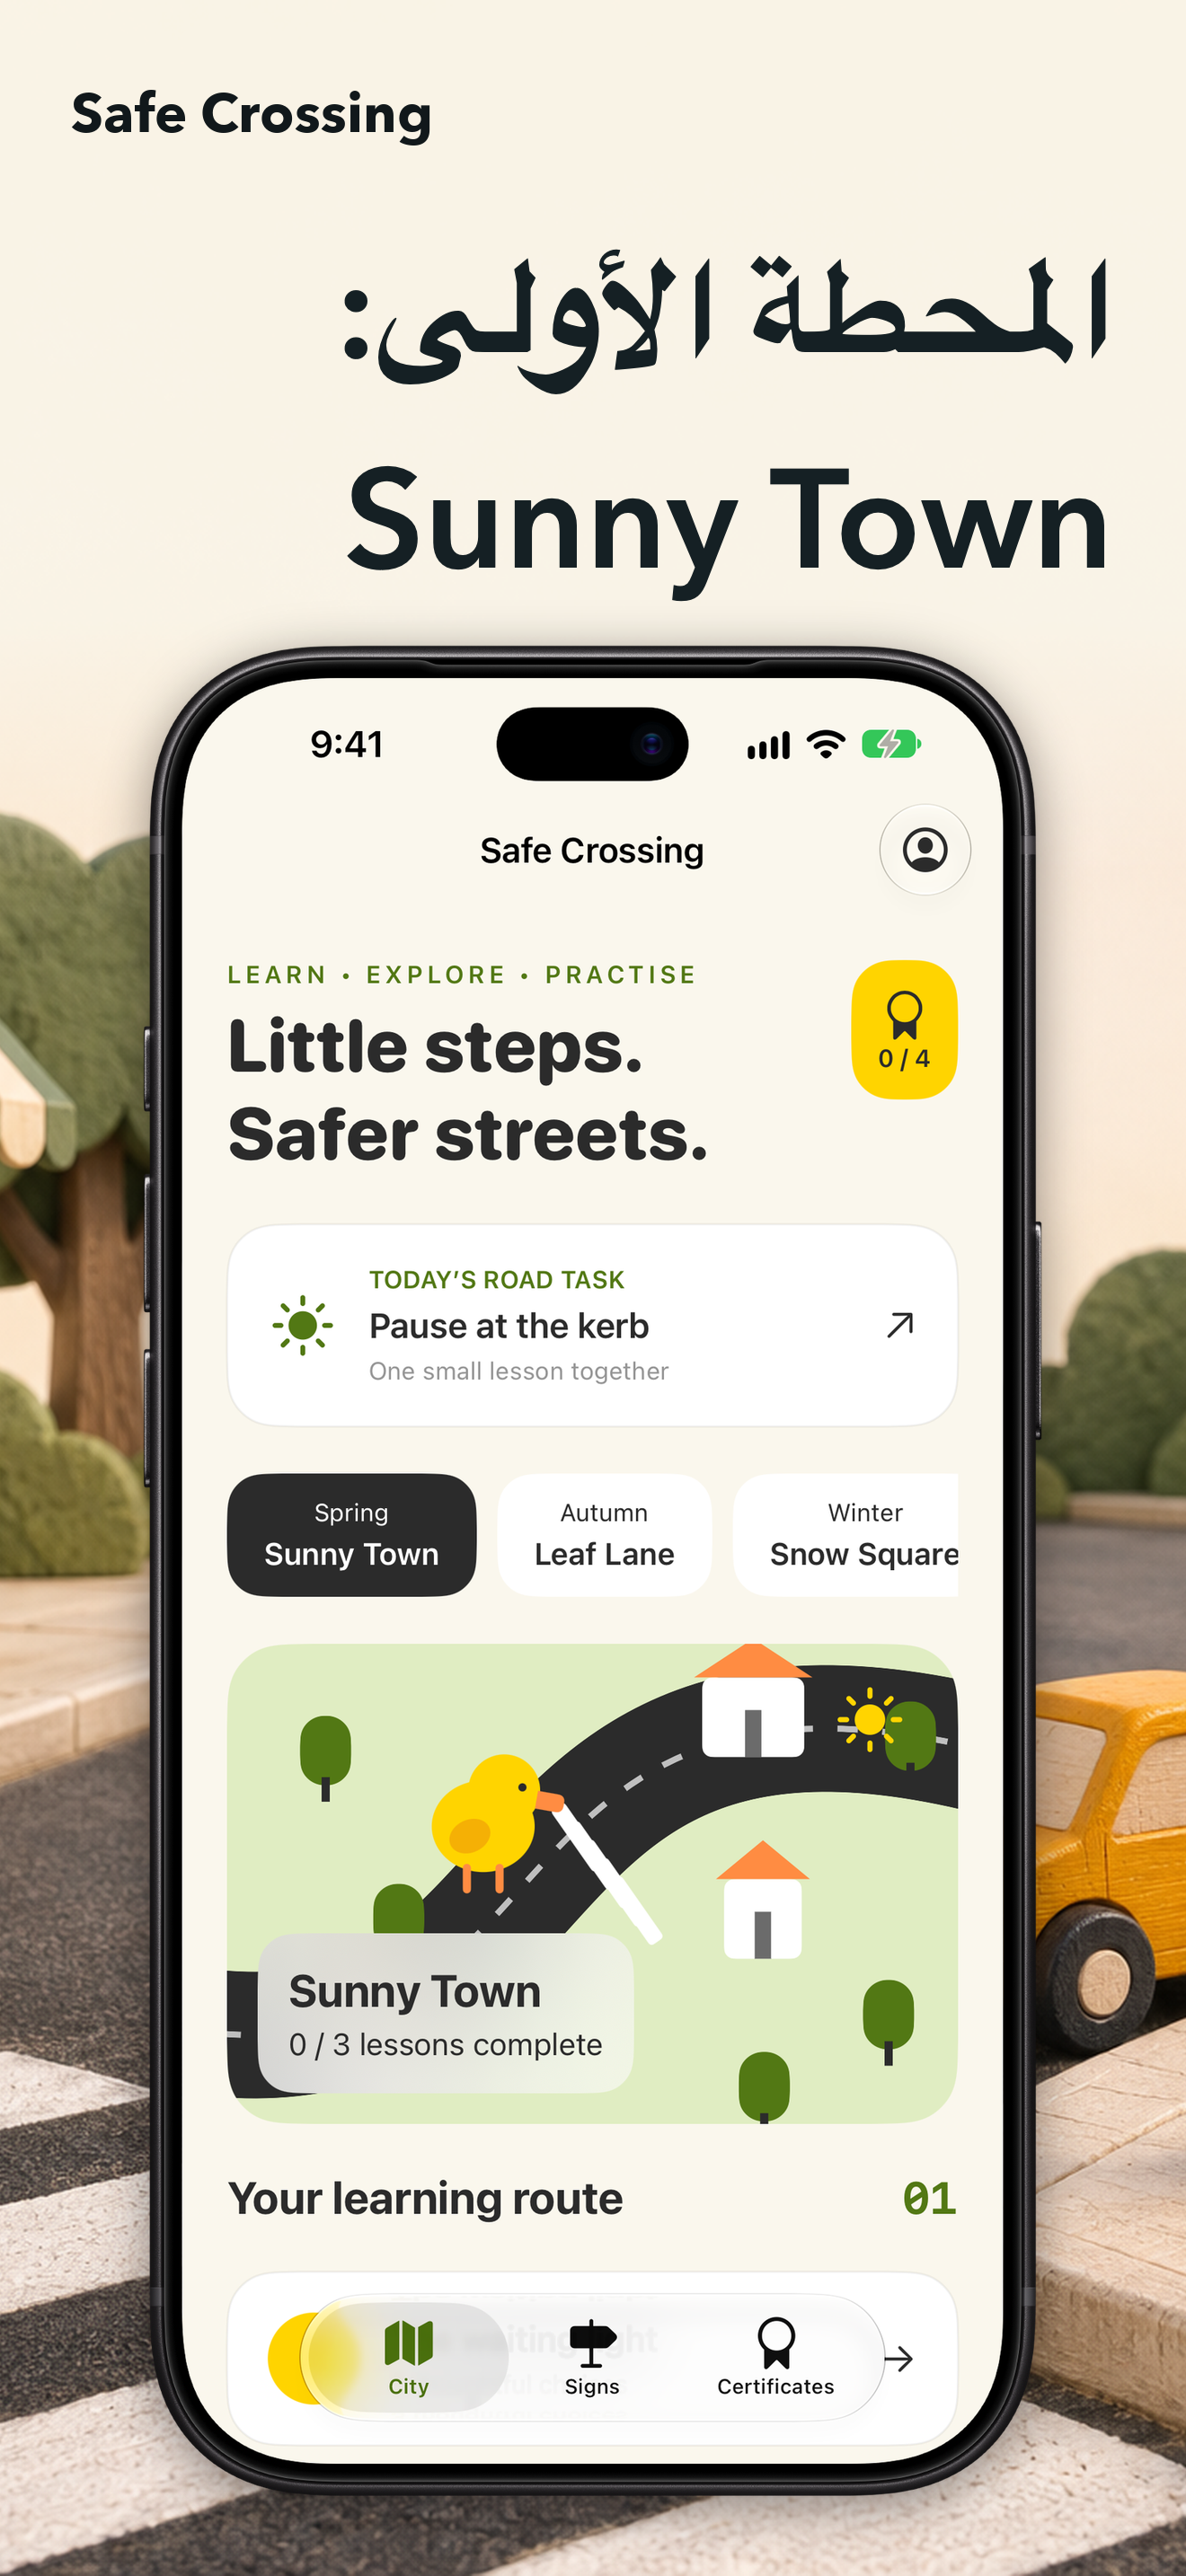 Safe Crossing
المحطة الأولى:
Sunny Town
9:41
Safe Crossing
LEARN • EXPLORE • PRACTISE
Little steps.
Safer streets.
0 / 4
TODAY’S ROAD TASK
Pause at the kerb
One small lesson together
Spring
Sunny Town
Autumn
Leaf Lane
Winter
Snow Square
Sunny Town
0 / 3 lessons complete
Your learning route
01
City
Signs
Certificates